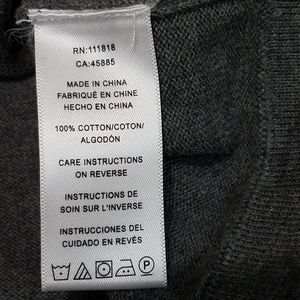 RN:111818
CA:45885
MADE IN CHINA
FABRIQUÉ EN CHINE
HECHO EN CHINA
100% COTTON/COTON/
ALGODÓN
CARE INSTRUCTIONS
ON REVERSE
INSTRUCTIONS DE
SOIN SUR L'INVERSE
INSTRUCCIONES DEL
CUIDADO EN REVÉS
P